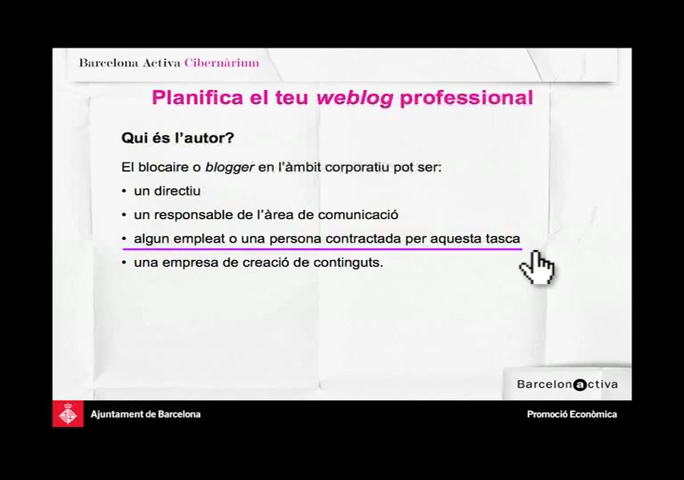 Barcelona Activa Cibernàrium
Planifica el teu weblog professional
Qui és l'autor?
El blocaire o blogger en l'àmbit corporatiu pot ser:
• un directiu
• un responsable de l'àrea de comunicació
• algun empleat o una persona contractada per aquesta tasca
• una empresa de creació de continguts.
Barcelonactiva
Ajuntament de Barcelona
Promoció Econòmica